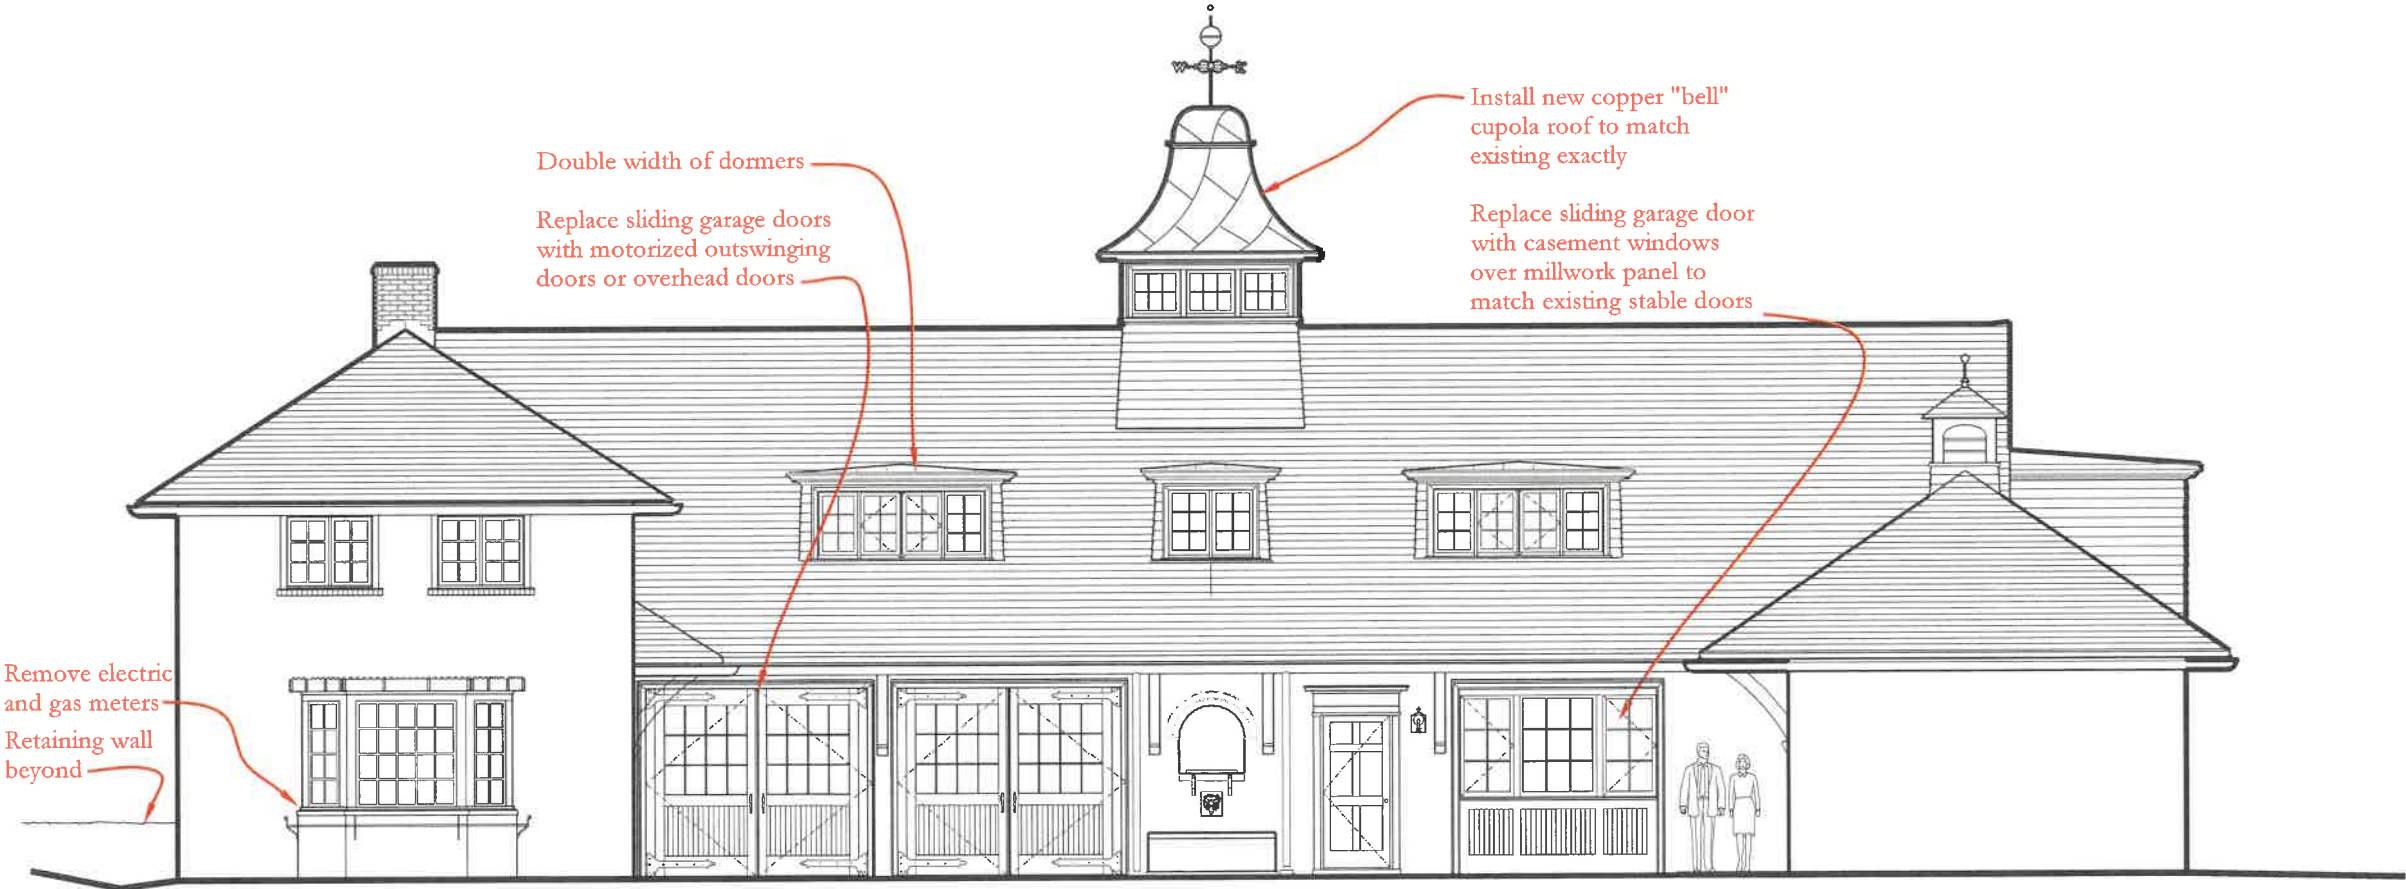 W E
Install new copper "bell"
cupola roof to match
existing exactly
Double width of dormers
Replace sliding garage doors
with motorized outswinging
doors or overhead doors
Replace sliding garage door
with casement windows
over millwork panel to
match existing stable doors
Remove electric
and gas meters
Retaining wall
beyond